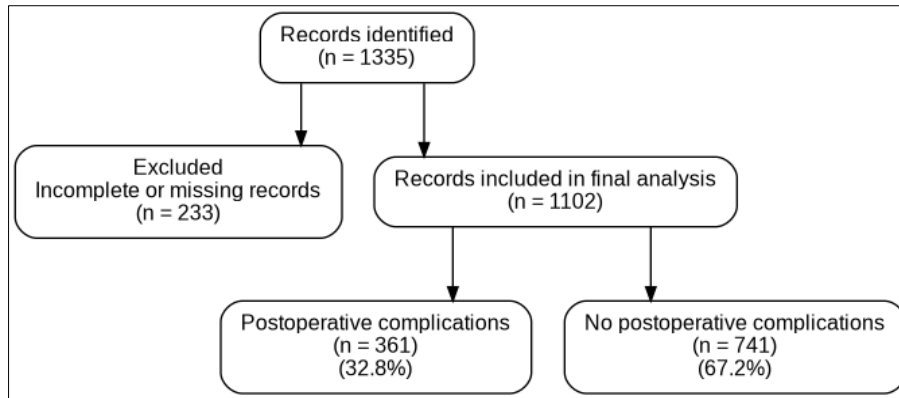 Records identified
(n = 1335)
Excluded
Incomplete or missing records
(n = 233)
Records included in final analysis
(n = 1102)
Postoperative complications
(n = 361)
(32.8%)
No postoperative complications
(n = 741)
(67.2%)